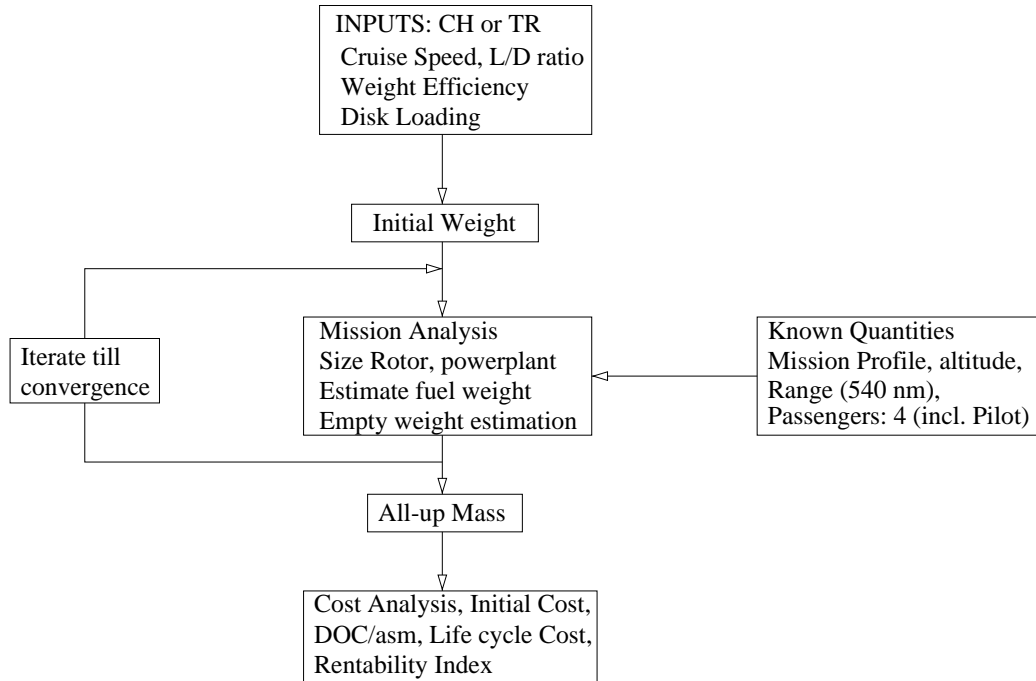 INPUTS: CH or TR
Cruise Speed, L/D ratio
Weight Efficiency
Disk Loading
Initial Weight
Mission Analysis
Size Rotor, powerplant
Estimate fuel weight
Empty weight estimation
Known Quantities
Mission Profile, altitude,
Range (540 nm),
Passengers: 4 (incl. Pilot)
Iterate till
convergence
All-up Mass
Cost Analysis, Initial Cost,
DOC/asm, Life cycle Cost,
Rentability Index